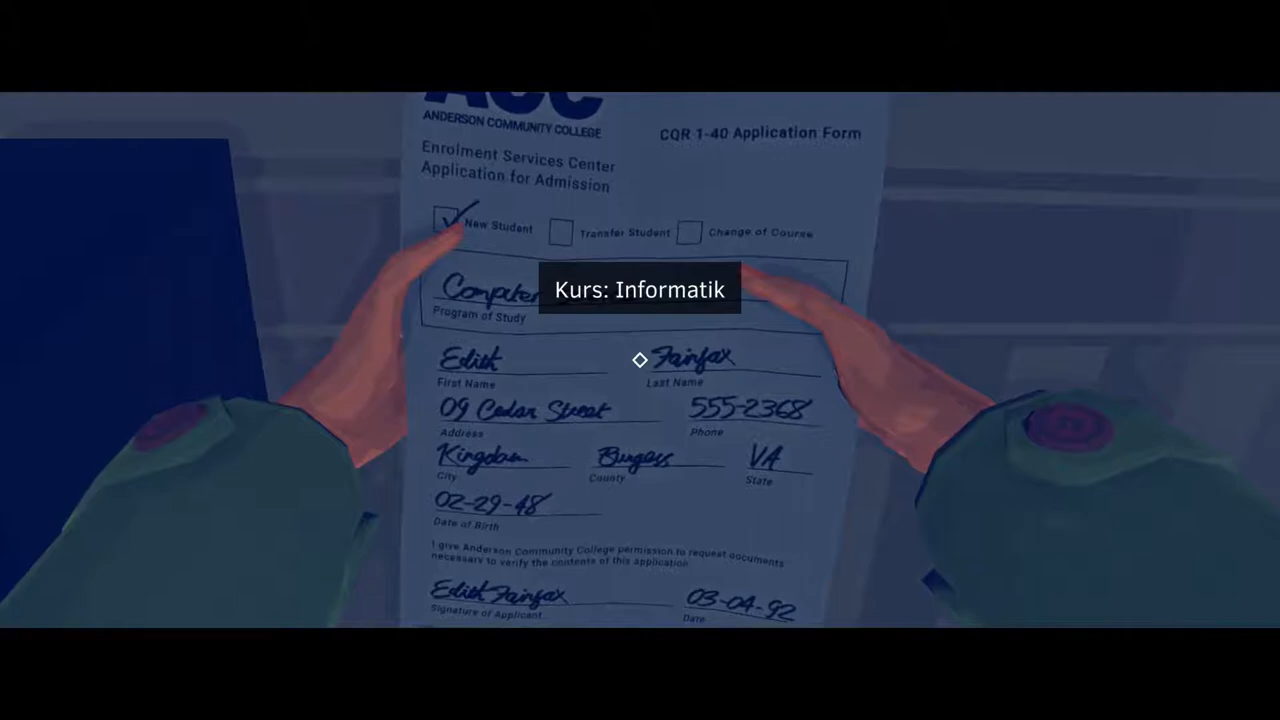 ACC
ANDERSON COMMUNITY COLLEGE
CQR 1-40 Application Form
Enrolment Services Center
Application for Admission
New Student Transfer Student Change of Course
Computer
Kurs: Informatik
Program of Study
Edith Fairfax
First Name Last Name
09 Cedar Street 555-2368
Address Phone
Kingdom Burgess VA
City County State
02-29-48
Date of Birth
I give Anderson Community College permission to request documents
necessary to verify the contents of this application.
Edith Fairfax 03-04-92
Signature of Applicant Date